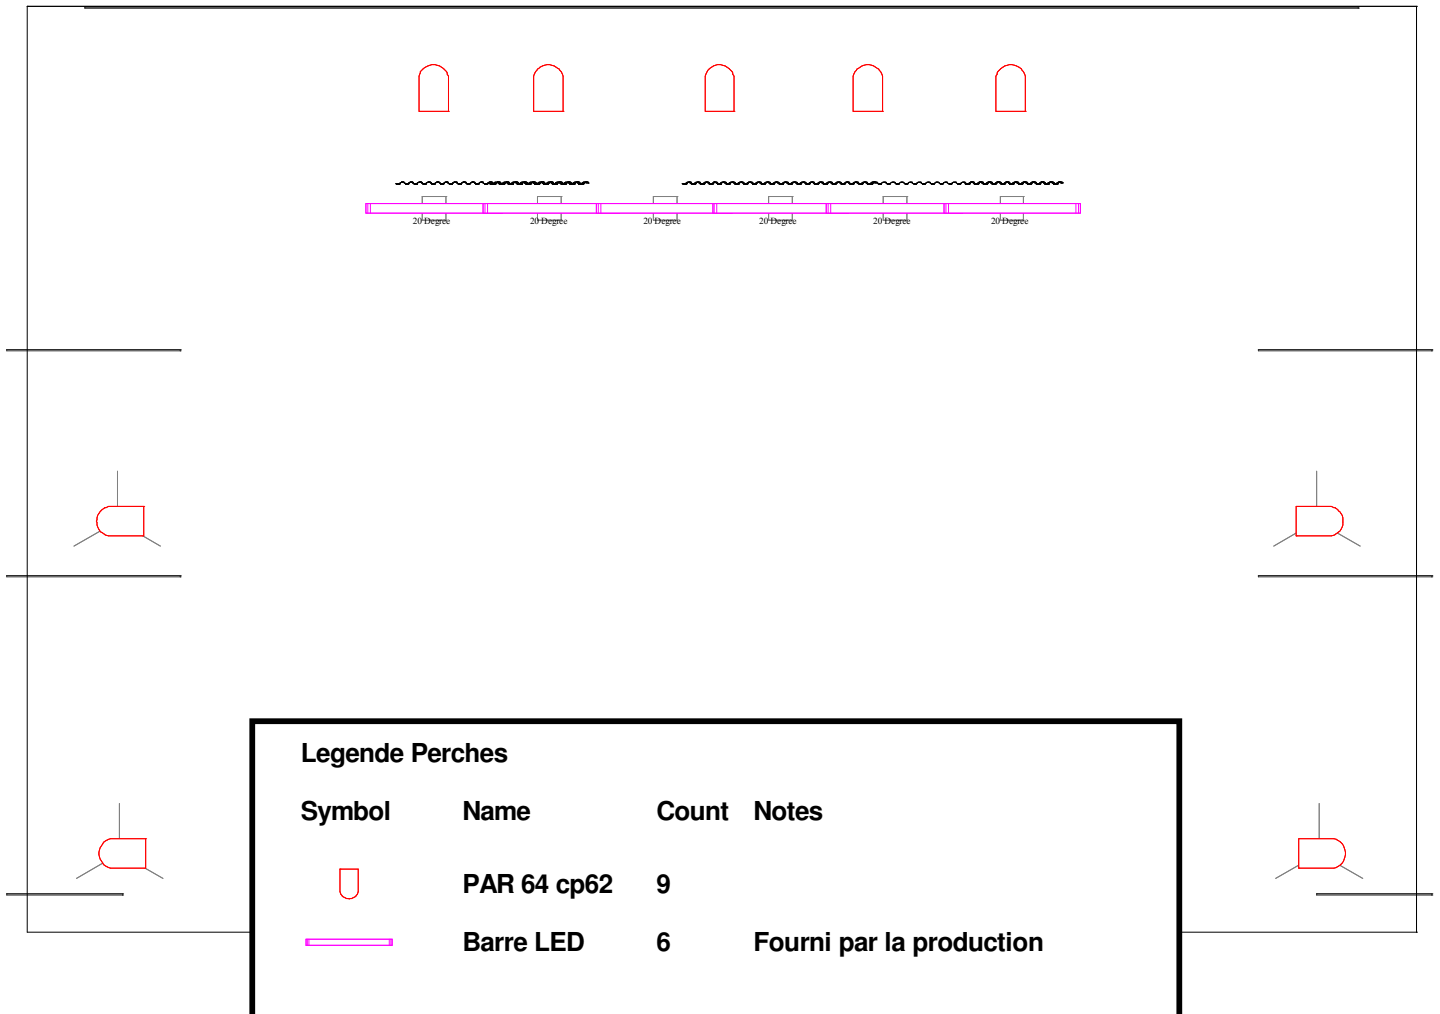 20 Degree 20 Degree 20 Degree 20 Degree 20 Degree 20 Degree
Legende Perches
Symbol Name Count Notes
PAR 64 cp62 9
Barre LED 6 Fourni par la production